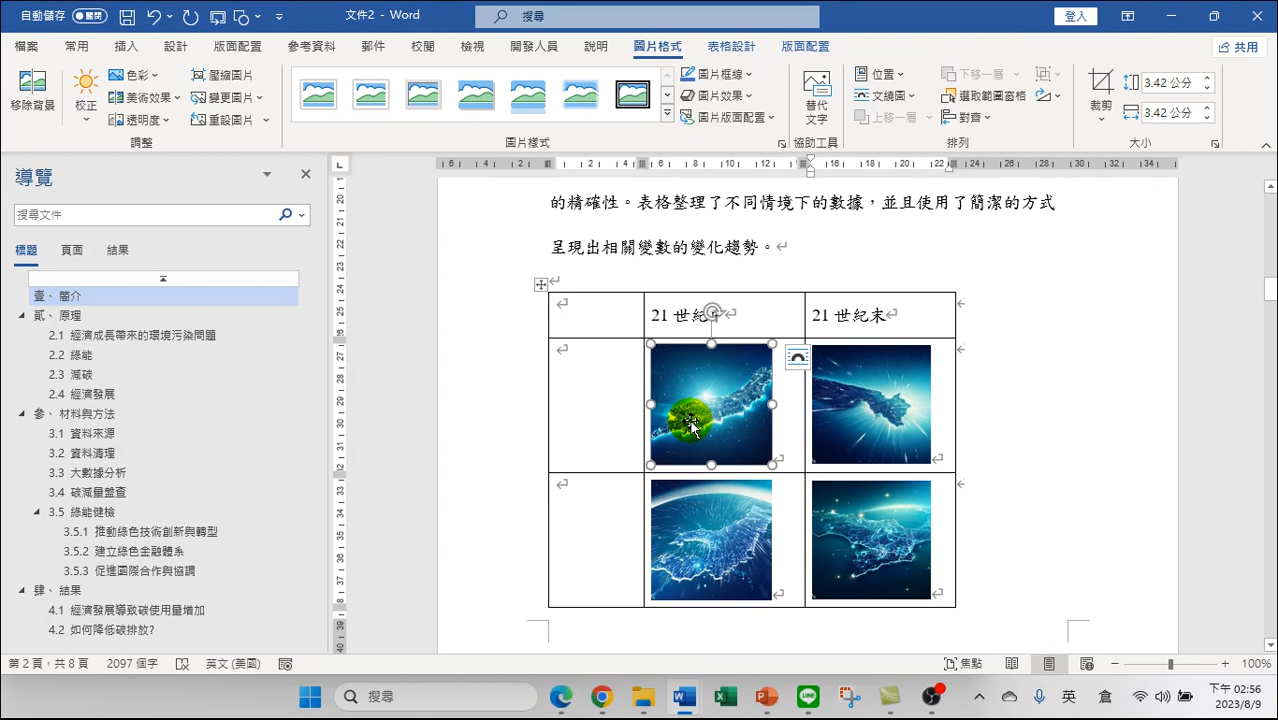 自動儲存 關閉 文件2 - Word 搜尋 登入
檔案 常用 插入 設計 版面配置 參考資料 郵件 校閱 檢視 開發人員 說明 圖片格式 表格設計 版面配置 共用
移除背景 校正 色彩 美術效果 透明度 壓縮圖片 變更圖片 重設圖片
調整
圖片樣式
圖片框線
圖片效果
圖片版面配置
替代文字
協助工具
位置 文繞圖 上移一層 下移一層 選取範圍窗格 對齊
排列
裁剪 3.42 公分
3.42 公分
大小
導覽
搜尋文件
標題 頁面 結果
壹、 簡介
貳、 原理
2.1 經濟成長帶來的環境污染問題
2.2 綠能
2.3 減碳
2.4 經濟發展
參、 材料與方法
3.1 資料來源
3.2 資料清理
3.3 大數據分析
3.4 碳減量盤查
3.5 綠能健檢
3.5.1 推動綠色技術創新與轉型
3.5.2 建立綠色金融體系
3.5.3 促進國際合作與協調
肆、 結果
4.1 經濟發展導致碳使用量增加
4.2 如何降低碳排放?
的精確性。表格整理了不同情境下的數據，並且使用了簡潔的方式
呈現出相關變數的變化趨勢。
21 世紀 21 世紀末
第 2 頁，共 8 頁 2097 個字 英文 (美國) 焦點 100%
搜尋 英 下午 02:56
2023/8/9